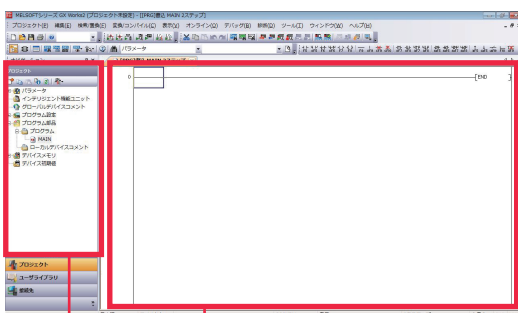 MELSOFTシリーズ GX Works2 (プロジェクト未設定) - [[PRG]書込 MAIN 1ステップ]
プロジェクト(P) 編集(E) 検索/置換(F) 変換/コンパイル(C) 表示(V) オンライン(O) デバッグ(B) 診断(D) ツール(T) ウィンドウ(W) ヘルプ(H)
パラメータ
プロジェクト
パラメータ
インテリジェント機能ユニット
グローバルデバイスコメント
プログラム設定
プログラム部品
プログラム
MAIN
ローカルデバイスコメント
デバイスメモリ
デバイス初期値
プロジェクト
ユーザライブラリ
接続先
0
[END ]